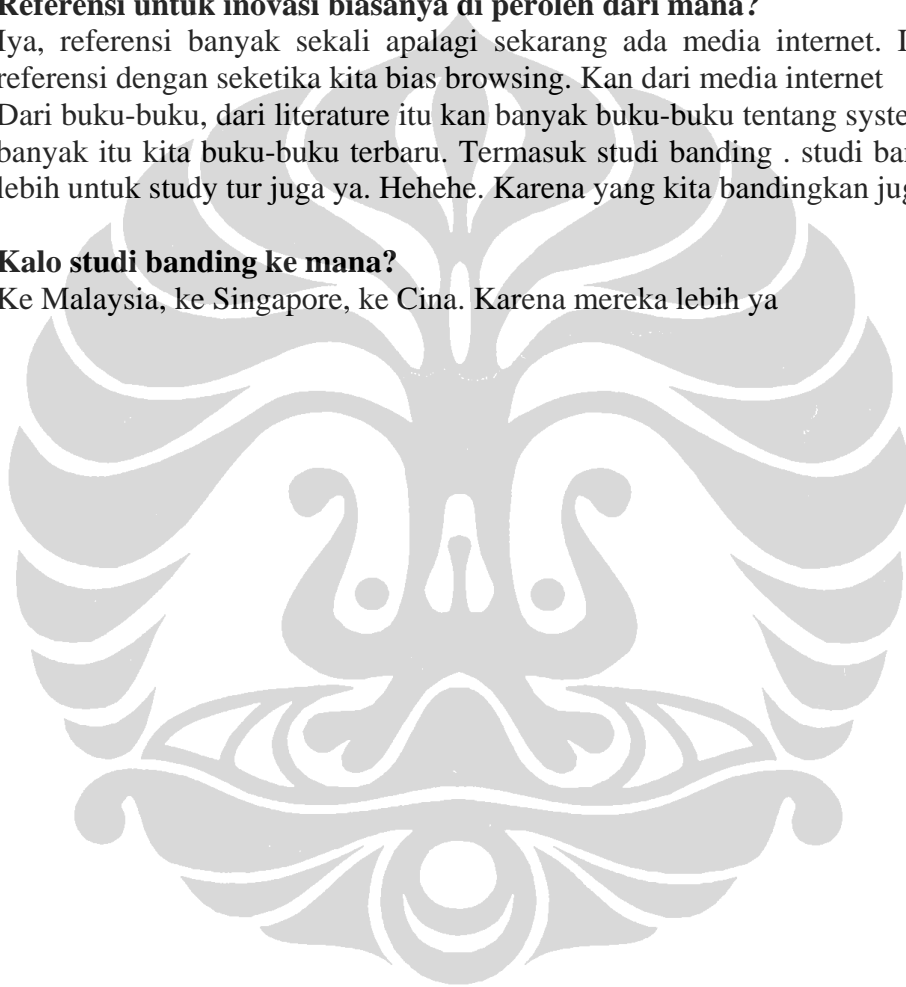 Referensi untuk inovasi biasanya di peroleh dari mana?
Iya, referensi banyak sekali apalagi sekarang ada media internet.
referensi dengan seketika kita bias browsing. Kan dari media internet
Dari buku-buku, dari literature itu kan banyak buku-buku tentang
banyak itu kita buku-buku terbaru. Termasuk studi banding . studi
lebih untuk study tur juga ya. Hehehe. Karena yang kita bandingkan
Kalo studi banding ke mana?
Ke Malaysia, ke Singapore, ke Cina. Karena mereka lebih ya